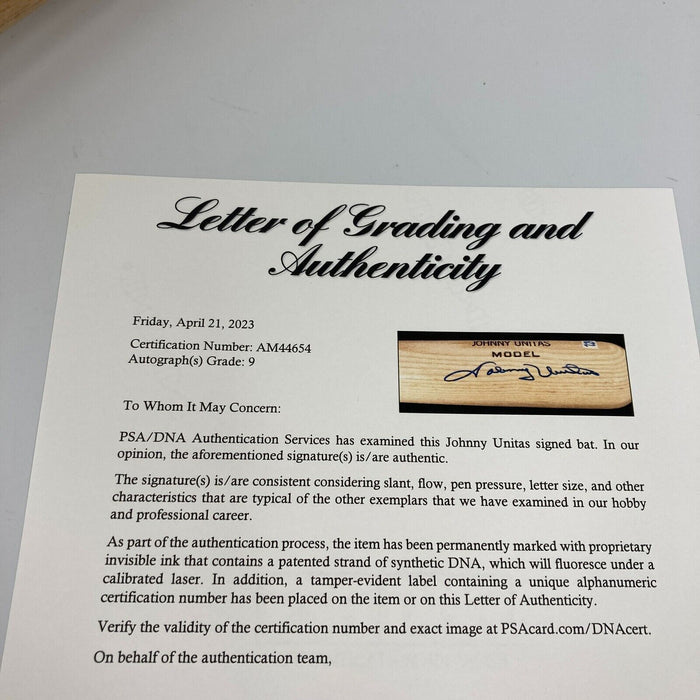 Letter of Grading and
Authenticity
Friday, April 21, 2023
Certification Number: AM44654
Autograph(s) Grade: 9
JOHNNY UNITAS
MODEL
Johnny Unitas
To Whom It May Concern:
PSA/DNA Authentication Services has examined this Johnny Unitas signed bat. In our
opinion, the aforementioned signature(s) is/are authentic.
The signature(s) is/are consistent considering slant, flow, pen pressure, letter size, and other
characteristics that are typical of the other exemplars that we have examined in our hobby
and professional career.
As part of the authentication process, the item has been permanently marked with proprietary
invisible ink that contains a patented strand of synthetic DNA, which will fluoresce under a
calibrated laser. In addition, a tamper-evident label containing a unique alphanumeric
certification number has been placed on the item or on this Letter of Authenticity.
Verify the validity of the certification number and exact image at PSAcard.com/DNAcert.
On behalf of the authentication team,